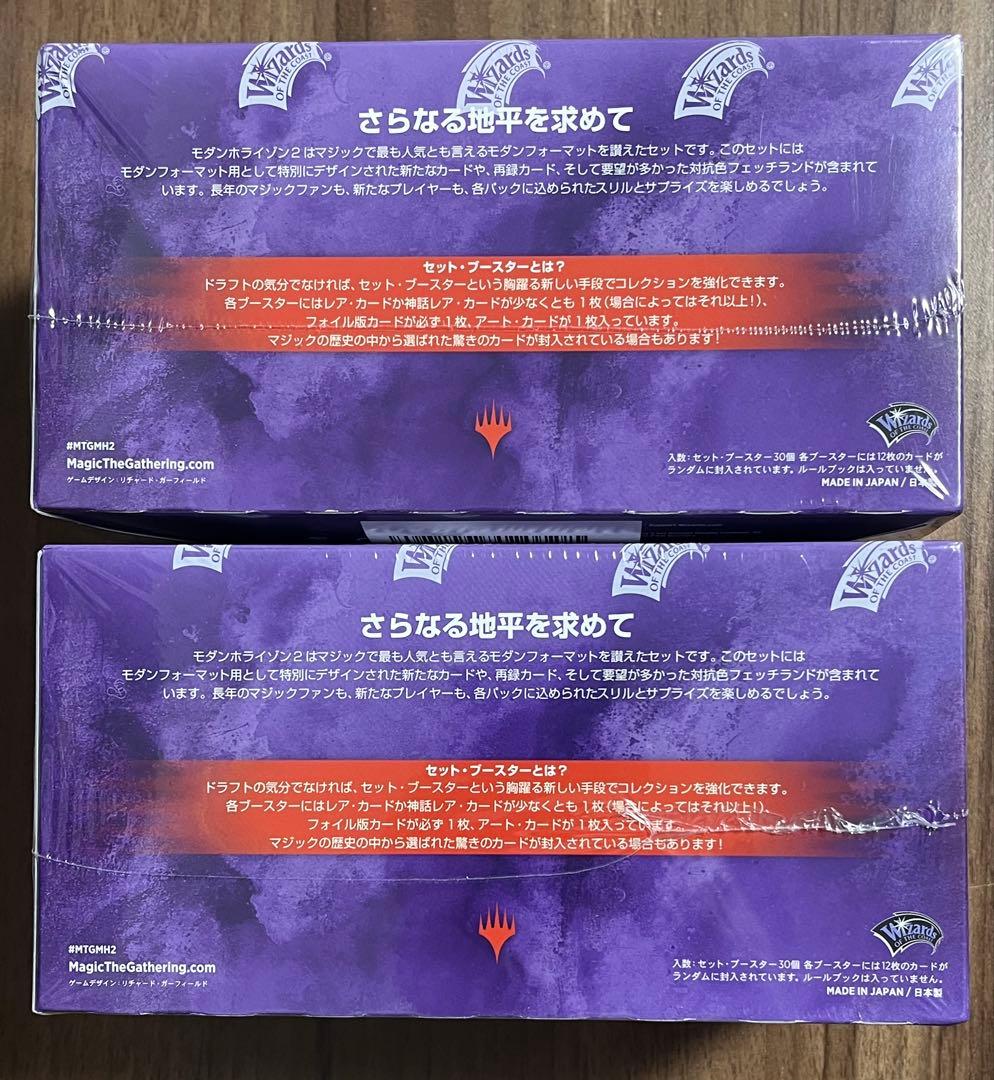 Wizards OF THE COAST
Wizards OF THE COAST
Wizards OF THE COAST
Wizards OF THE COAST
Wizards OF THE COAST
さらなる地平を求めて
モダンホライゾン2はマジックで最も人気とも言えるモダンフォーマットを讃えたセットです。このセットには
モダンフォーマット用として特別にデザインされた新たなカードや、再録カード、そして要望が多かった対抗色フェッチランドが含まれて
います。長年のマジックファンも、新たなプレイヤーも、各パックに込められたスリルとサプライズを楽しめるでしょう。
セット・ブースターとは?
ドラフトの気分でなければ、セット・ブースターという胸躍る新しい手段でコレクションを強化できます。
各ブースターにはレア・カードか神話レア・カードが少なくとも1枚(場合によってはそれ以上!)、
フォイル版カードが必ず1枚、アート・カードが1枚入っています。
マジックの歴史の中から選ばれた驚きのカードが封入されている場合もあります!
#MTGMH2
MagicTheGathering.com
ゲームデザイン:リチャード・ガーフィールド
Wizards
OF THE COAST
入数:セット・ブースター30個 各ブースターには12枚のカードが
ランダムに封入されています。ルールブックは入っていません。
MADE IN JAPAN / 日本製
Wizards OF THE COAST
Wizards OF THE COAST
さらなる地平を求めて
モダンホライゾン2はマジックで最も人気とも言えるモダンフォーマットを讃えたセットです。このセットには
モダンフォーマット用として特別にデザインされた新たなカードや、再録カード、そして要望が多かった対抗色フェッチランドが含まれて
います。長年のマジックファンも、新たなプレイヤーも、各パックに込められたスリルとサプライズを楽しめるでしょう。
セット・ブースターとは?
ドラフトの気分でなければ、セット・ブースターという胸躍る新しい手段でコレクションを強化できます。
各ブースターにはレア・カードか神話レア・カードが少なくとも1枚(場合によってはそれ以上!)、
フォイル版カードが必ず1枚、アート・カードが1枚入っています。
マジックの歴史の中から選ばれた驚きのカードが封入されている場合もあります!
#MTGMH2
MagicTheGathering.com
ゲームデザイン:リチャード・ガーフィールド
Wizards
OF THE COAST
入数:セット・ブースター30個 各ブースターには12枚のカードが
ランダムに封入されています。ルールブックは入っていません。
MADE IN JAPAN / 日本製